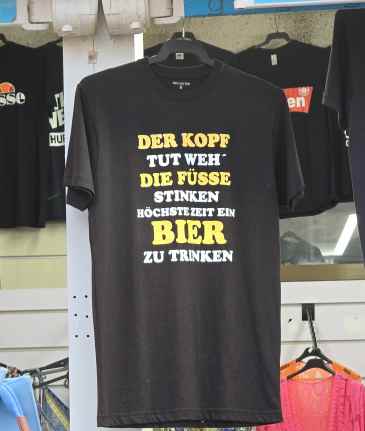 DER KOPF
TUT WEH-
DIE FÜSSE
STINKEN
HÖCHSTE ZEIT EIN
BIER
ZU TRINKEN